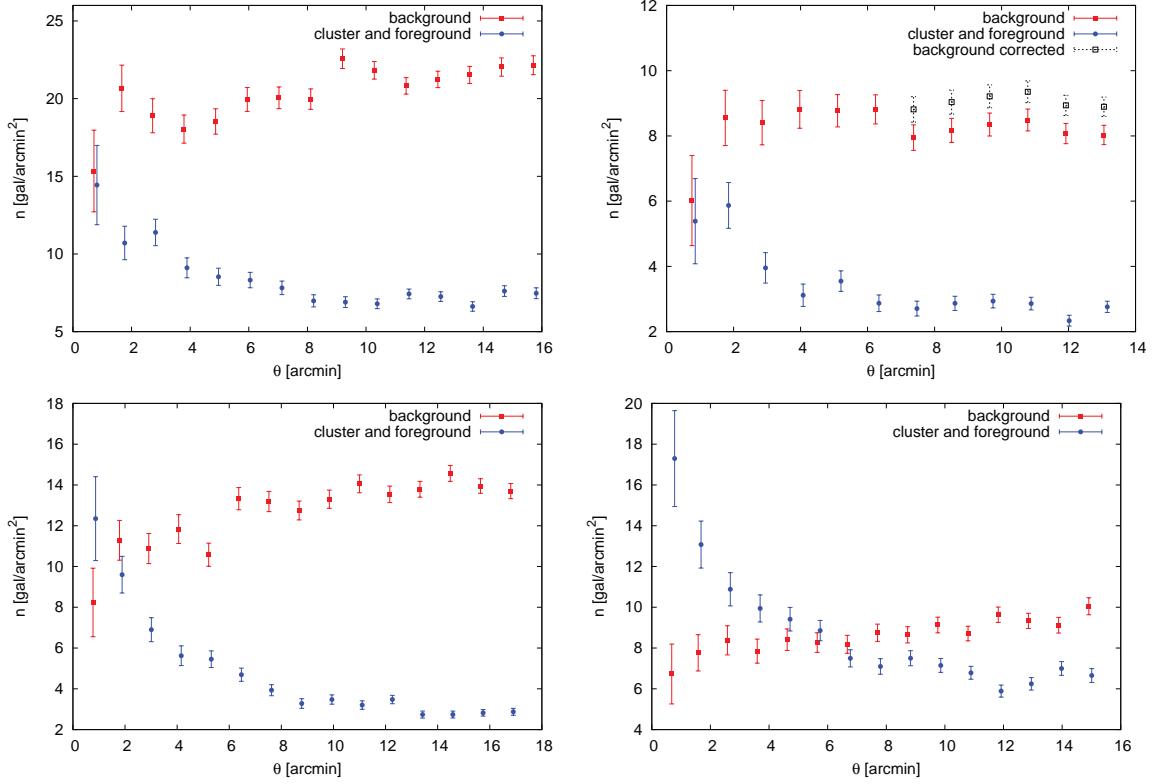 background
cluster and foreground
n [gal/arcmin²]
25
20
15
10
5
0 2 4 6 8 10 12 14 16
θ [arcmin]
background
cluster and foreground
background corrected
n [gal/arcmin²]
12
10
8
6
4
2
0 2 4 6 8 10 12 14
θ [arcmin]
background
cluster and foreground
n [gal/arcmin²]
18
16
14
12
10
8
6
4
2
0 2 4 6 8 10 12 14 16 18
θ [arcmin]
background
cluster and foreground
n [gal/arcmin²]
20
18
16
14
12
10
8
6
4
0 2 4 6 8 10 12 14 16
θ [arcmin]